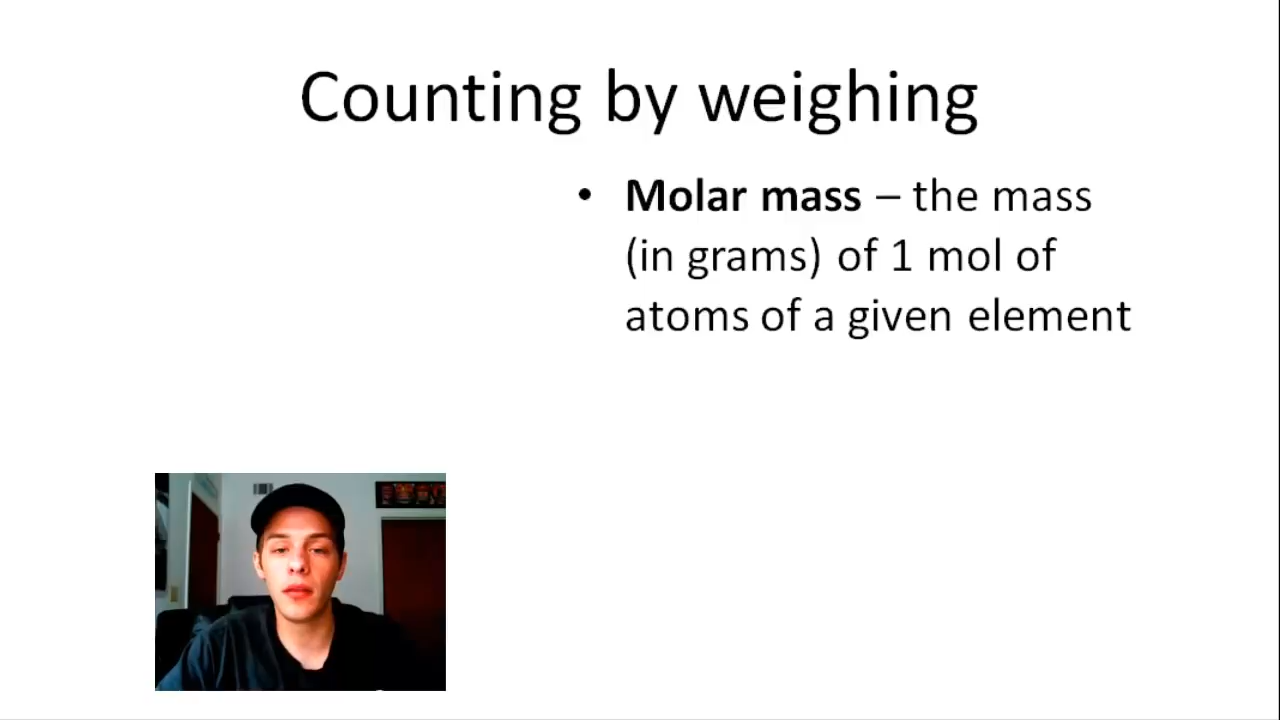 Counting by weighing
• Molar mass – the mass
(in grams) of 1 mol of
atoms of a given element